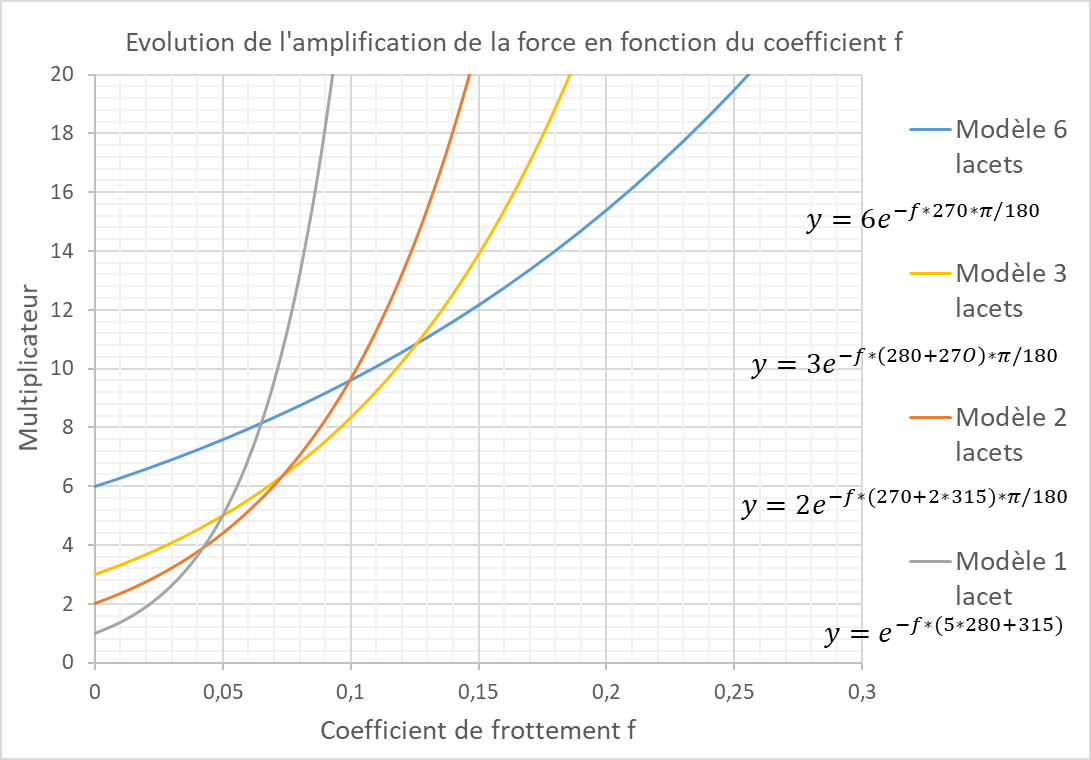 Evolution de l'amplification de la force en fonction du coefficient f
20
18
16
14
12
10
8
6
4
2
0
Multiplicateur
0
0,05
0,1
0,15
0,2
0,25
0,3
Coefficient de frottement f
Modèle 6
lacets
y = 6e^{−f∗270∗π/180}
Modèle 3
lacets
y = 3e^{−f∗(280+27O)∗π/180}
Modèle 2
lacets
y = 2e^{−f∗(270+2∗315)∗π/180}
Modèle 1
lacet
y = e^{−f∗(5∗280+315)}